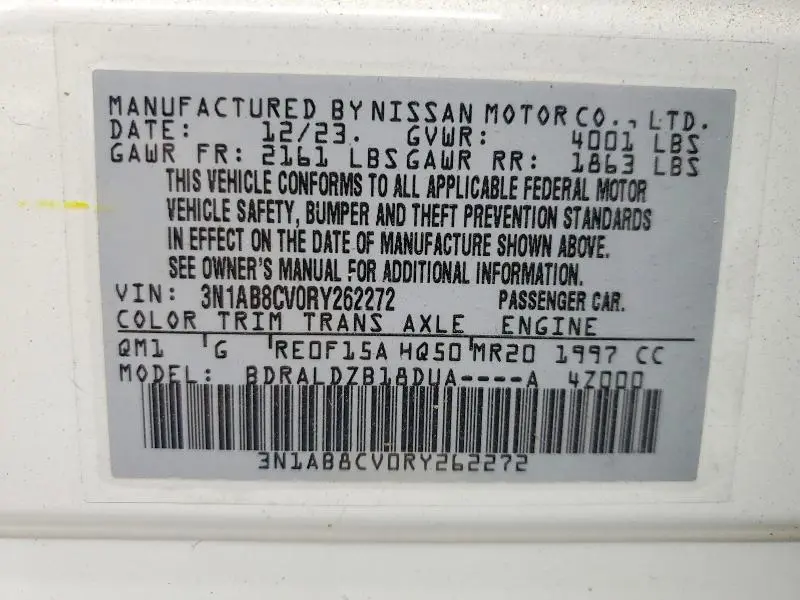 MANUFACTURED BY NISSAN MOTOR CO., LTD.
DATE: 12/23. GVWR: 4001 LBS
GAWR FR: 2161 LBS GAWR RR: 1863 LBS
THIS VEHICLE CONFORMS TO ALL APPLICABLE FEDERAL MOTOR
VEHICLE SAFETY, BUMPER AND THEFT PREVENTION STANDARDS
IN EFFECT ON THE DATE OF MANUFACTURE SHOWN ABOVE.
SEE OWNER'S MANUAL FOR ADDITIONAL INFORMATION.
VIN: 3N1AB8CV0RY262272 PASSENGER CAR.
COLOR TRIM TRANS AXLE ENGINE
QM1 G RE0F15A HQ50 MR20 1997 CC
MODEL: BDRALDZB18DUA----A 4Z000
3N1AB8CV0RY262272